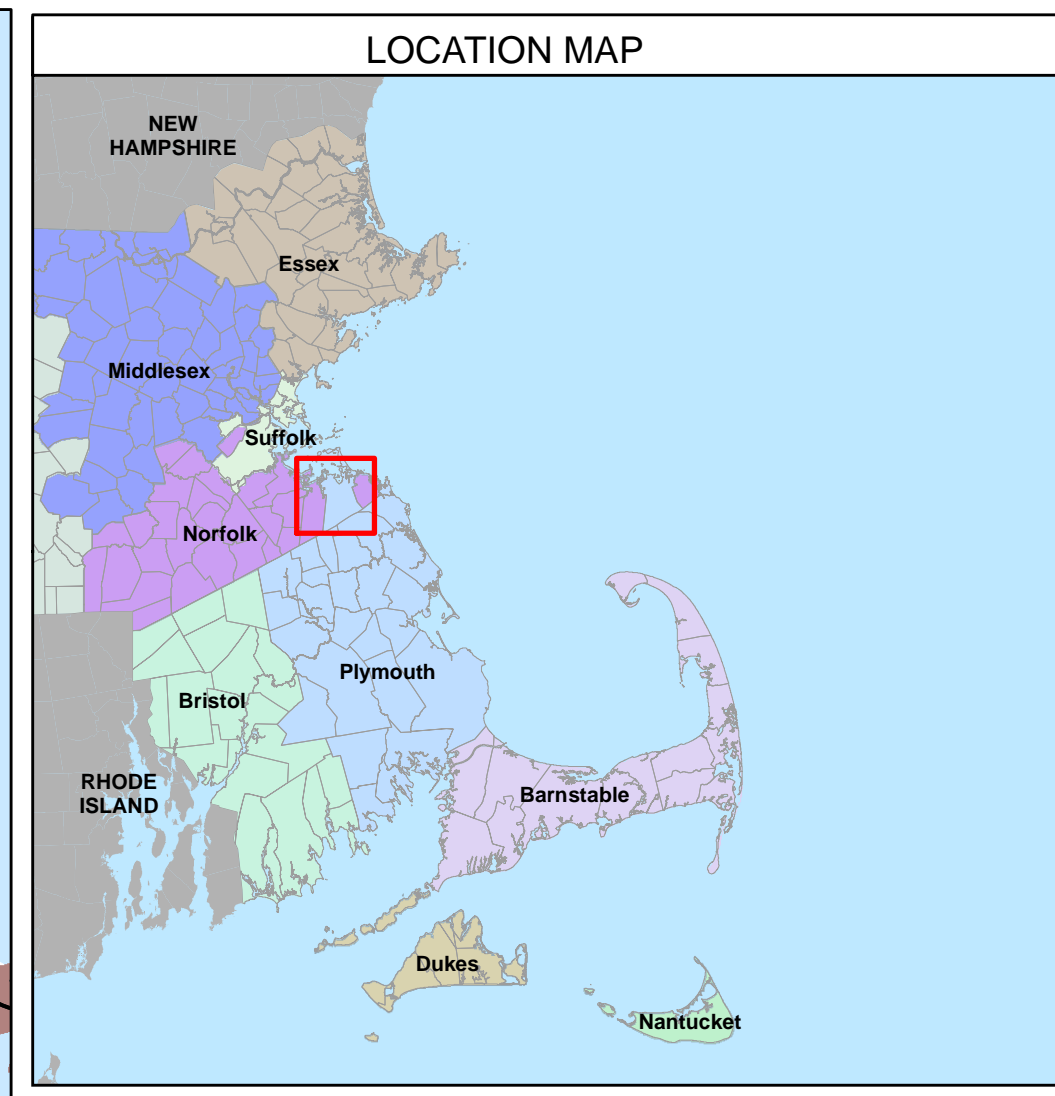 LOCATION MAP
NEW
HAMPSHIRE
Essex
Middlesex
Suffolk
Norfolk
Plymouth
Bristol
RHODE
ISLAND
Barnstable
Dukes
Nantucket